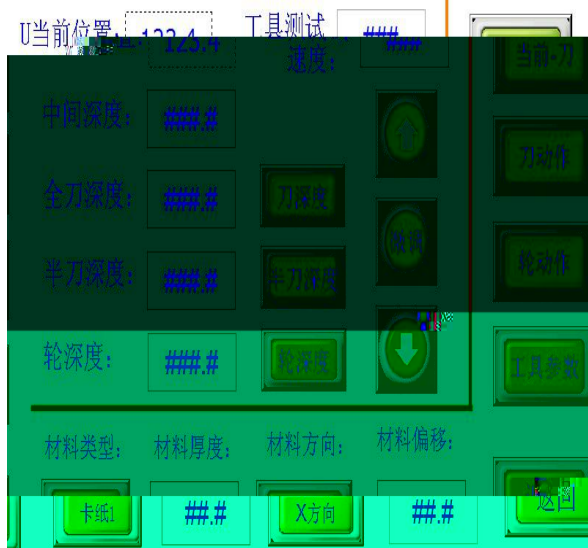 U当前位置: 123.4 工具测试速度: ###.## 当前·刀
中间深度: ###.#
刀动作
全刀深度: ###.# 刀深度
微调
半刀深度: ###.# 半刀深度 轮动作
轮深度: ###.# 轮深度 工具参数
材料类型: 材料厚度: 材料方向: 材料偏移:
卡纸1 ##.# X方向 ##.# 返回